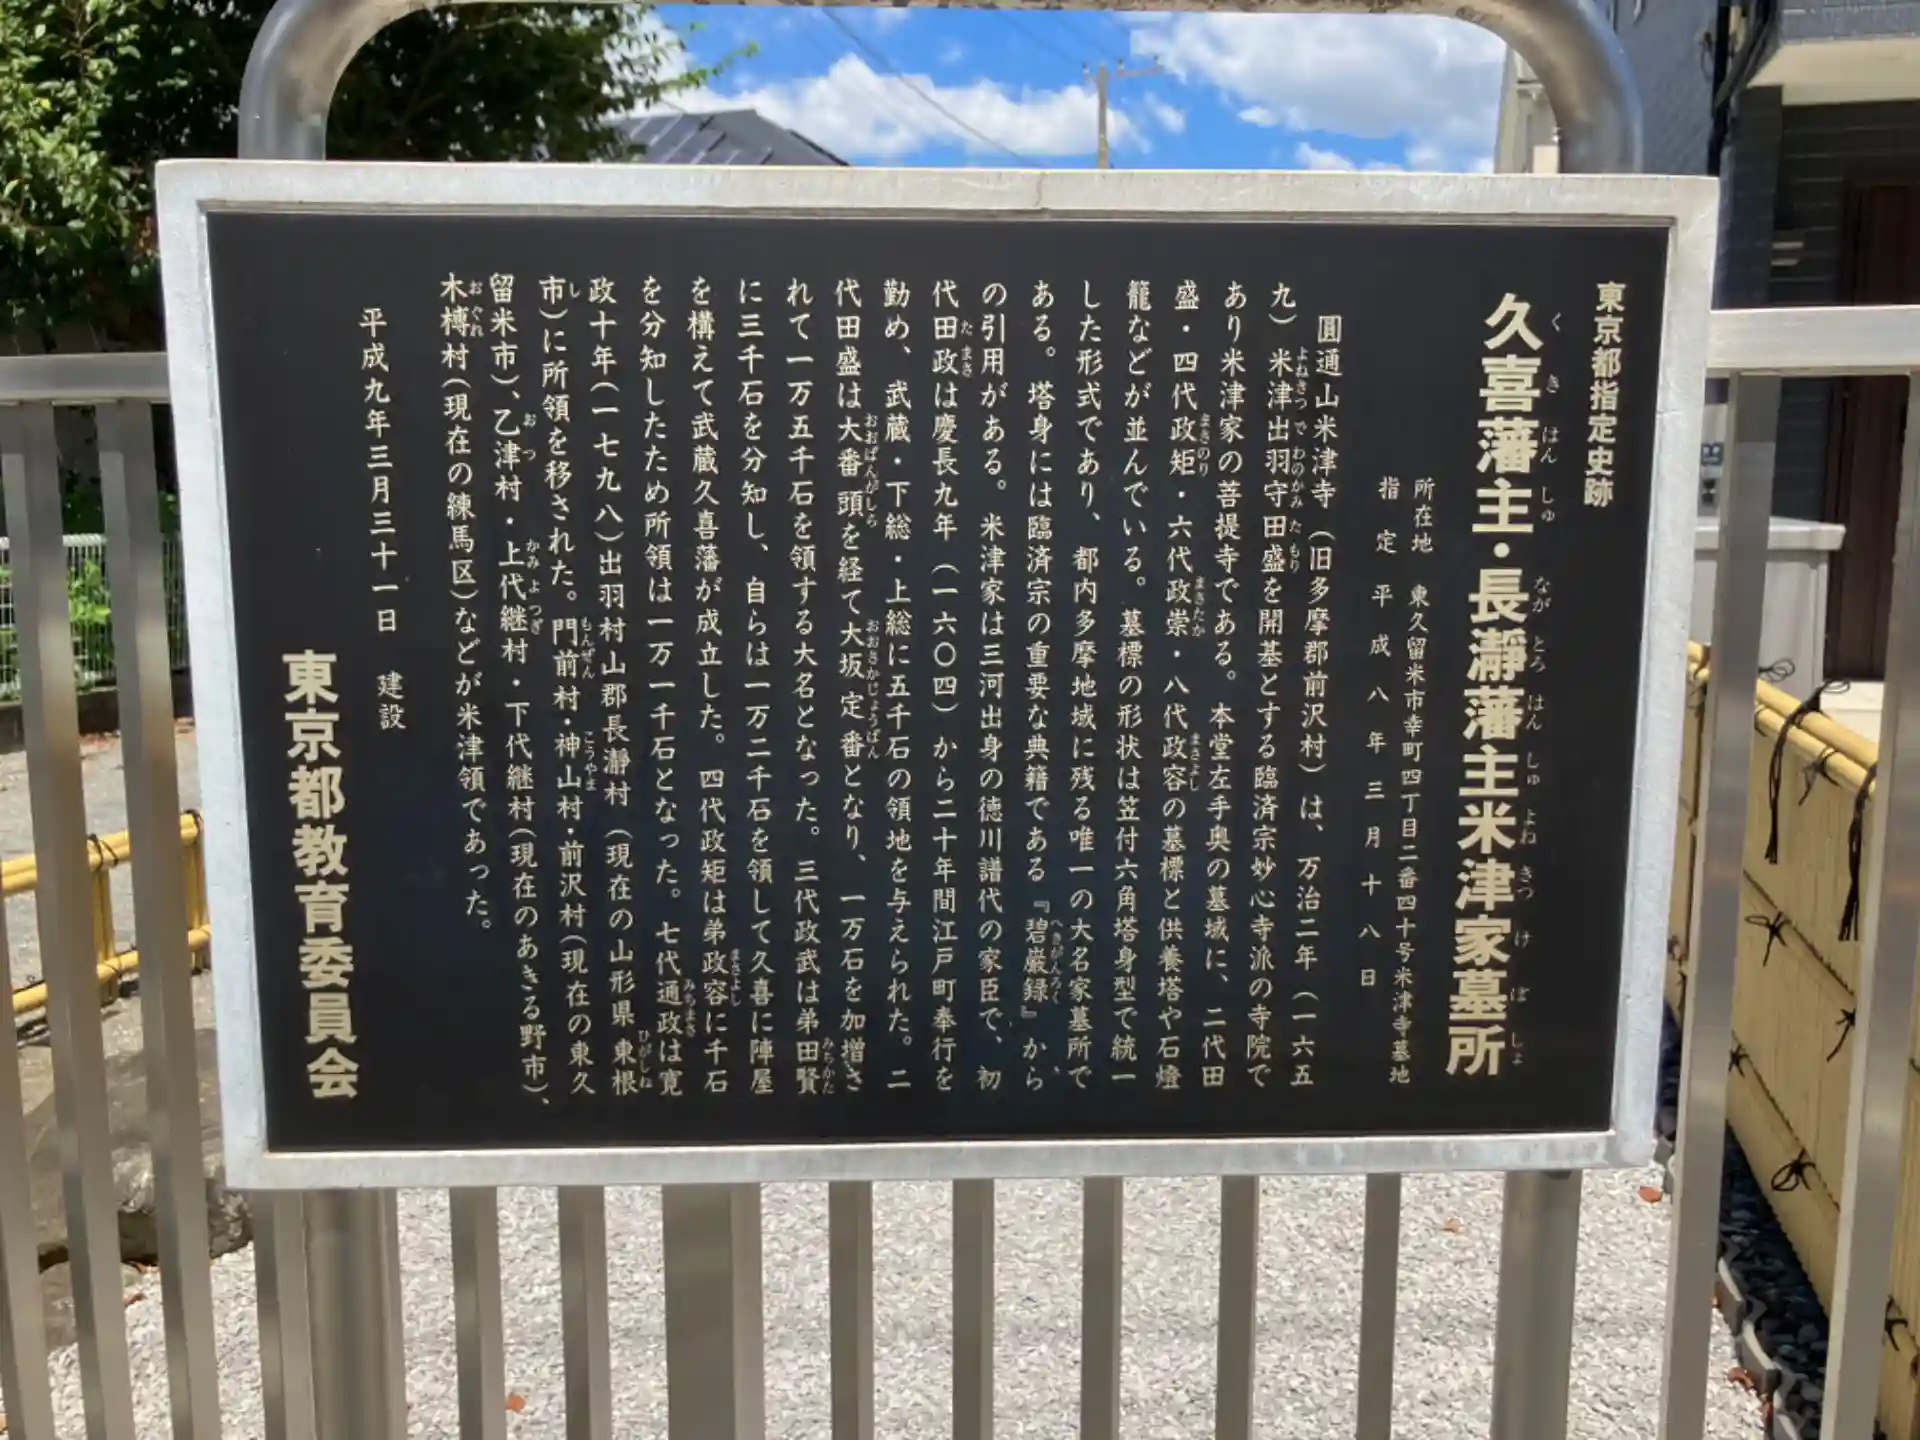 東京都指定史跡
久喜藩主・長瀞藩主米津家墓所
所在地 東久留米市幸町四丁目二番四十号米津寺墓地
指定 平成八年三月十八日
圓通山米津寺（旧多摩郡前沢村）は、万治二年（一六五
九）米津出羽守田盛を開基とする臨済宗妙心寺派の寺院で
あり米津家の菩提寺である。本堂左手奥の墓域に、二代田
盛・四代政矩・六代政崇・八代政容の墓標と供養塔や石燈
籠などが並んでいる。墓標の形状は笠付六角塔身型で統一
した形式であり、都内多摩地域に残る唯一の大名家墓所で
ある。塔身には臨済宗の重要な典籍である『碧巌録』から
の引用がある。米津家は三河出身の徳川譜代の家臣で、初
代田政は慶長九年（一六〇四）から二十年間江戸町奉行を
勤め、武蔵・下総・上総に五千石の領地を与えられた。二
代田盛は大番頭を経て大坂定番となり、一万石を加増さ
れて一万五千石を領する大名となった。三代政武は弟田賢
に三千石を分知し、自らは一万二千石を領して久喜に陣屋
を構えて武蔵久喜藩が成立した。四代政矩は弟政容に千石
を分知したため所領は一万一千石となった。七代通政は寛
政十年（一七九八）出羽村山郡長瀞村（現在の山形県東根
市）に所領を移された。門前村・神山村・前沢村（現在の東久
留米市）、乙津村・上代継村・下代継村（現在のあきる野市）、
木榑村（現在の練馬区）などが米津領であった。
平成九年三月三十一日 建設
東京都教育委員会